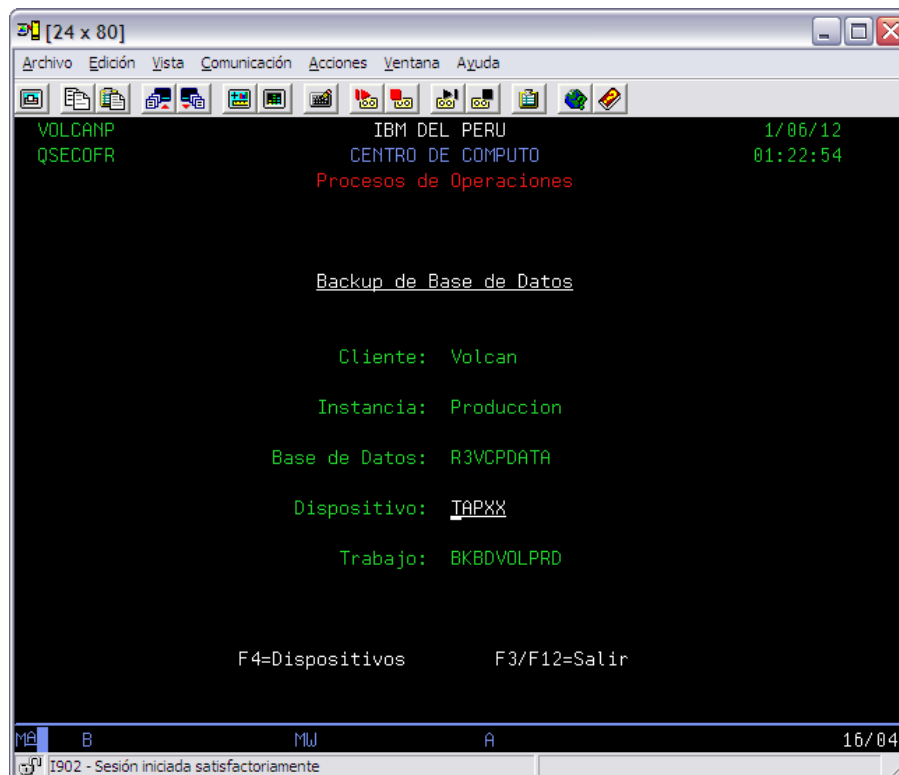 [24 x 80]
Archivo Edición Vista Comunicación Acciones Ventana Ayuda
VOLCANP IBM DEL PERU 1/06/12
QSECOFR CENTRO DE COMPUTO 01:22:54
Procesos de Operaciones
Backup de Base de Datos
Cliente: Volcan
Instancia: Produccion
Base de Datos: R3VCPDATA
Dispositivo: TAPXX
Trabajo: BKBDVOLPRD
F4=Dispositivos F3/F12=Salir
MA B MW A 16/04
I902 - Sesión iniciada satisfactoriamente